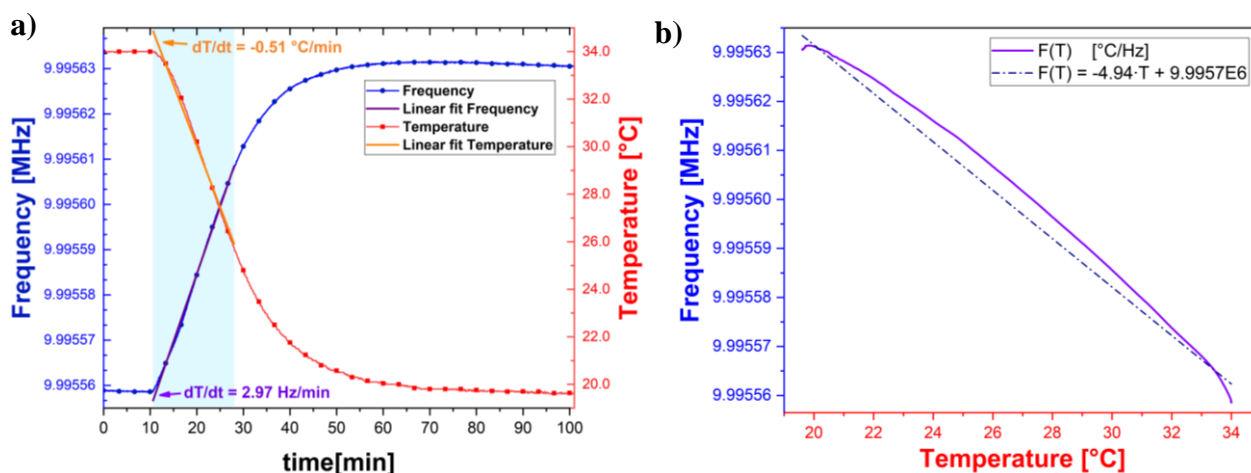 a)
dT/dt = -0.51 °C/min
Frequency
Linear fit Frequency
Temperature
Linear fit Temperature
dT/dt = 2.97 Hz/min
Frequency [MHz]
9.99563
9.99562
9.99561
9.99560
9.99559
9.99558
9.99557
9.99556
Temperature [°C]
34.0
32.0
30.0
28.0
26.0
24.0
22.0
20.0
0 10 20 30 40 50 60 70 80 90 100
time[min]
b)
F(T) [°C/Hz]
F(T) = -4.94·T + 9.9957E6
Frequency [MHz]
9.99563
9.99562
9.99561
9.99560
9.99559
9.99558
9.99557
9.99556
20 22 24 26 28 30 32 34
Temperature [°C]